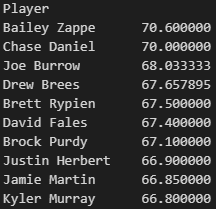 Player
Bailey Zappe 70.600000
Chase Daniel 70.000000
Joe Burrow 68.033333
Drew Brees 67.657895
Brett Rypien 67.500000
David Fales 67.400000
Brock Purdy 67.100000
Justin Herbert 66.900000
Jamie Martin 66.850000
Kyler Murray 66.800000